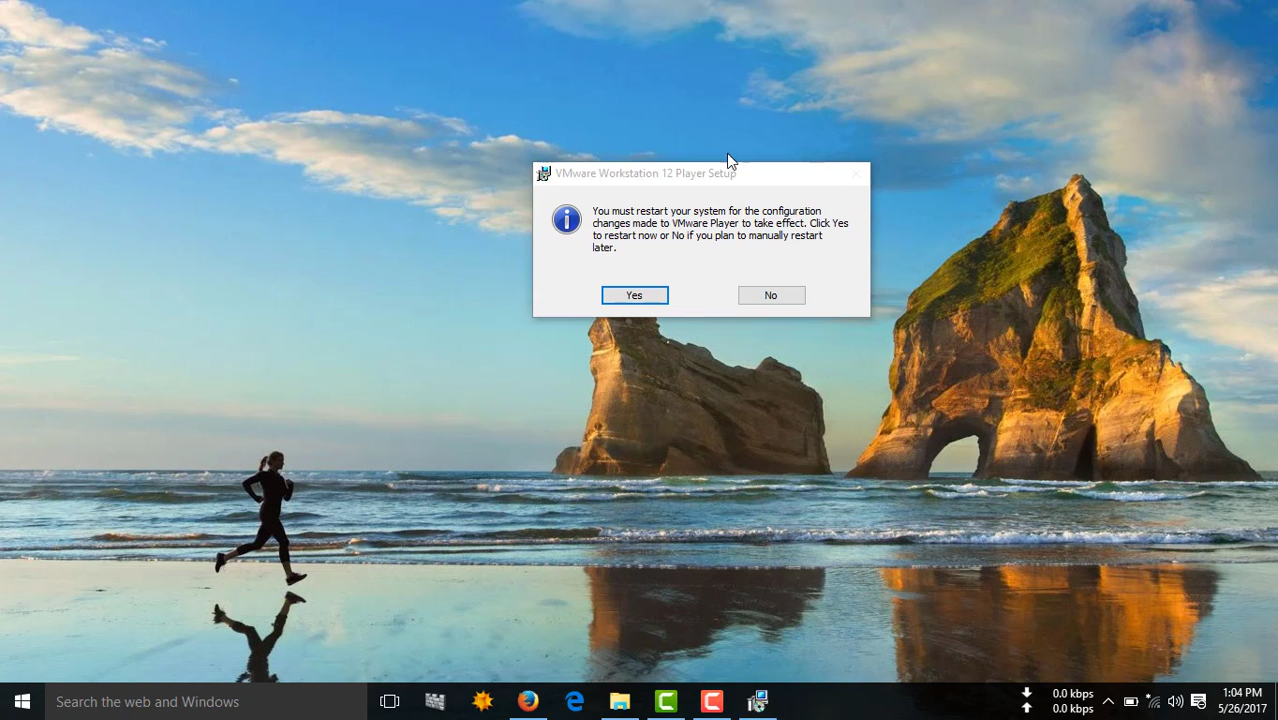 VMware Workstation 12 Player Setup
You must restart your system for the configuration
changes made to VMware Player to take effect. Click Yes
to restart now or No if you plan to manually restart
later.
Yes
No
Search the web and Windows
0.0 kbps
0.0 kbps
1:04 PM
5/26/2017